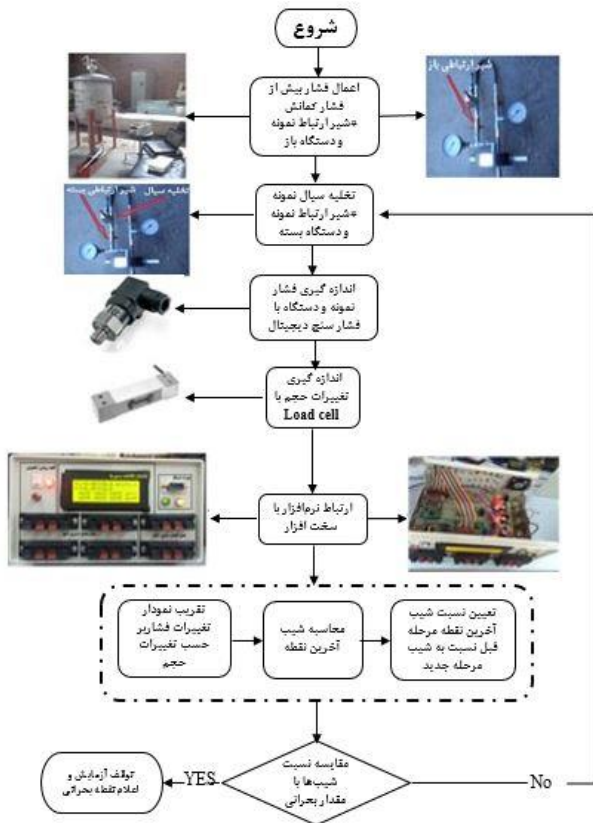 شروع
اعمال فشار بیش از
فشار کمانش
*شیر ارتباط نمونه
و دستگاه باز
شیر ارتباطی باز
تخلیه سیال نمونه
*شیر ارتباط نمونه
و دستگاه بسته
شیر ارتباطی بسته
تخلیه سیال
اندازه گیری فشار
نمونه و دستگاه با
فشار سنج دیجیتال
اندازه گیری
تغییرات حجم با
Load cell
ارتباط نرم‌افزار با
سخت افزار
تقریب نمودار
تغییرات فشاربر
حسب تغییرات
حجم
محاسبه شیب
آخرین نقطه
تعیین نسبت شیب
آخرین نقطه مرحله
قبل نسبت به شیب
مرحله جدید
مقایسه نسبت
شیب‌ها با
مقدار بحرانی
YES
No
توقف آزمایش و
اعلام نقطه بحرانی